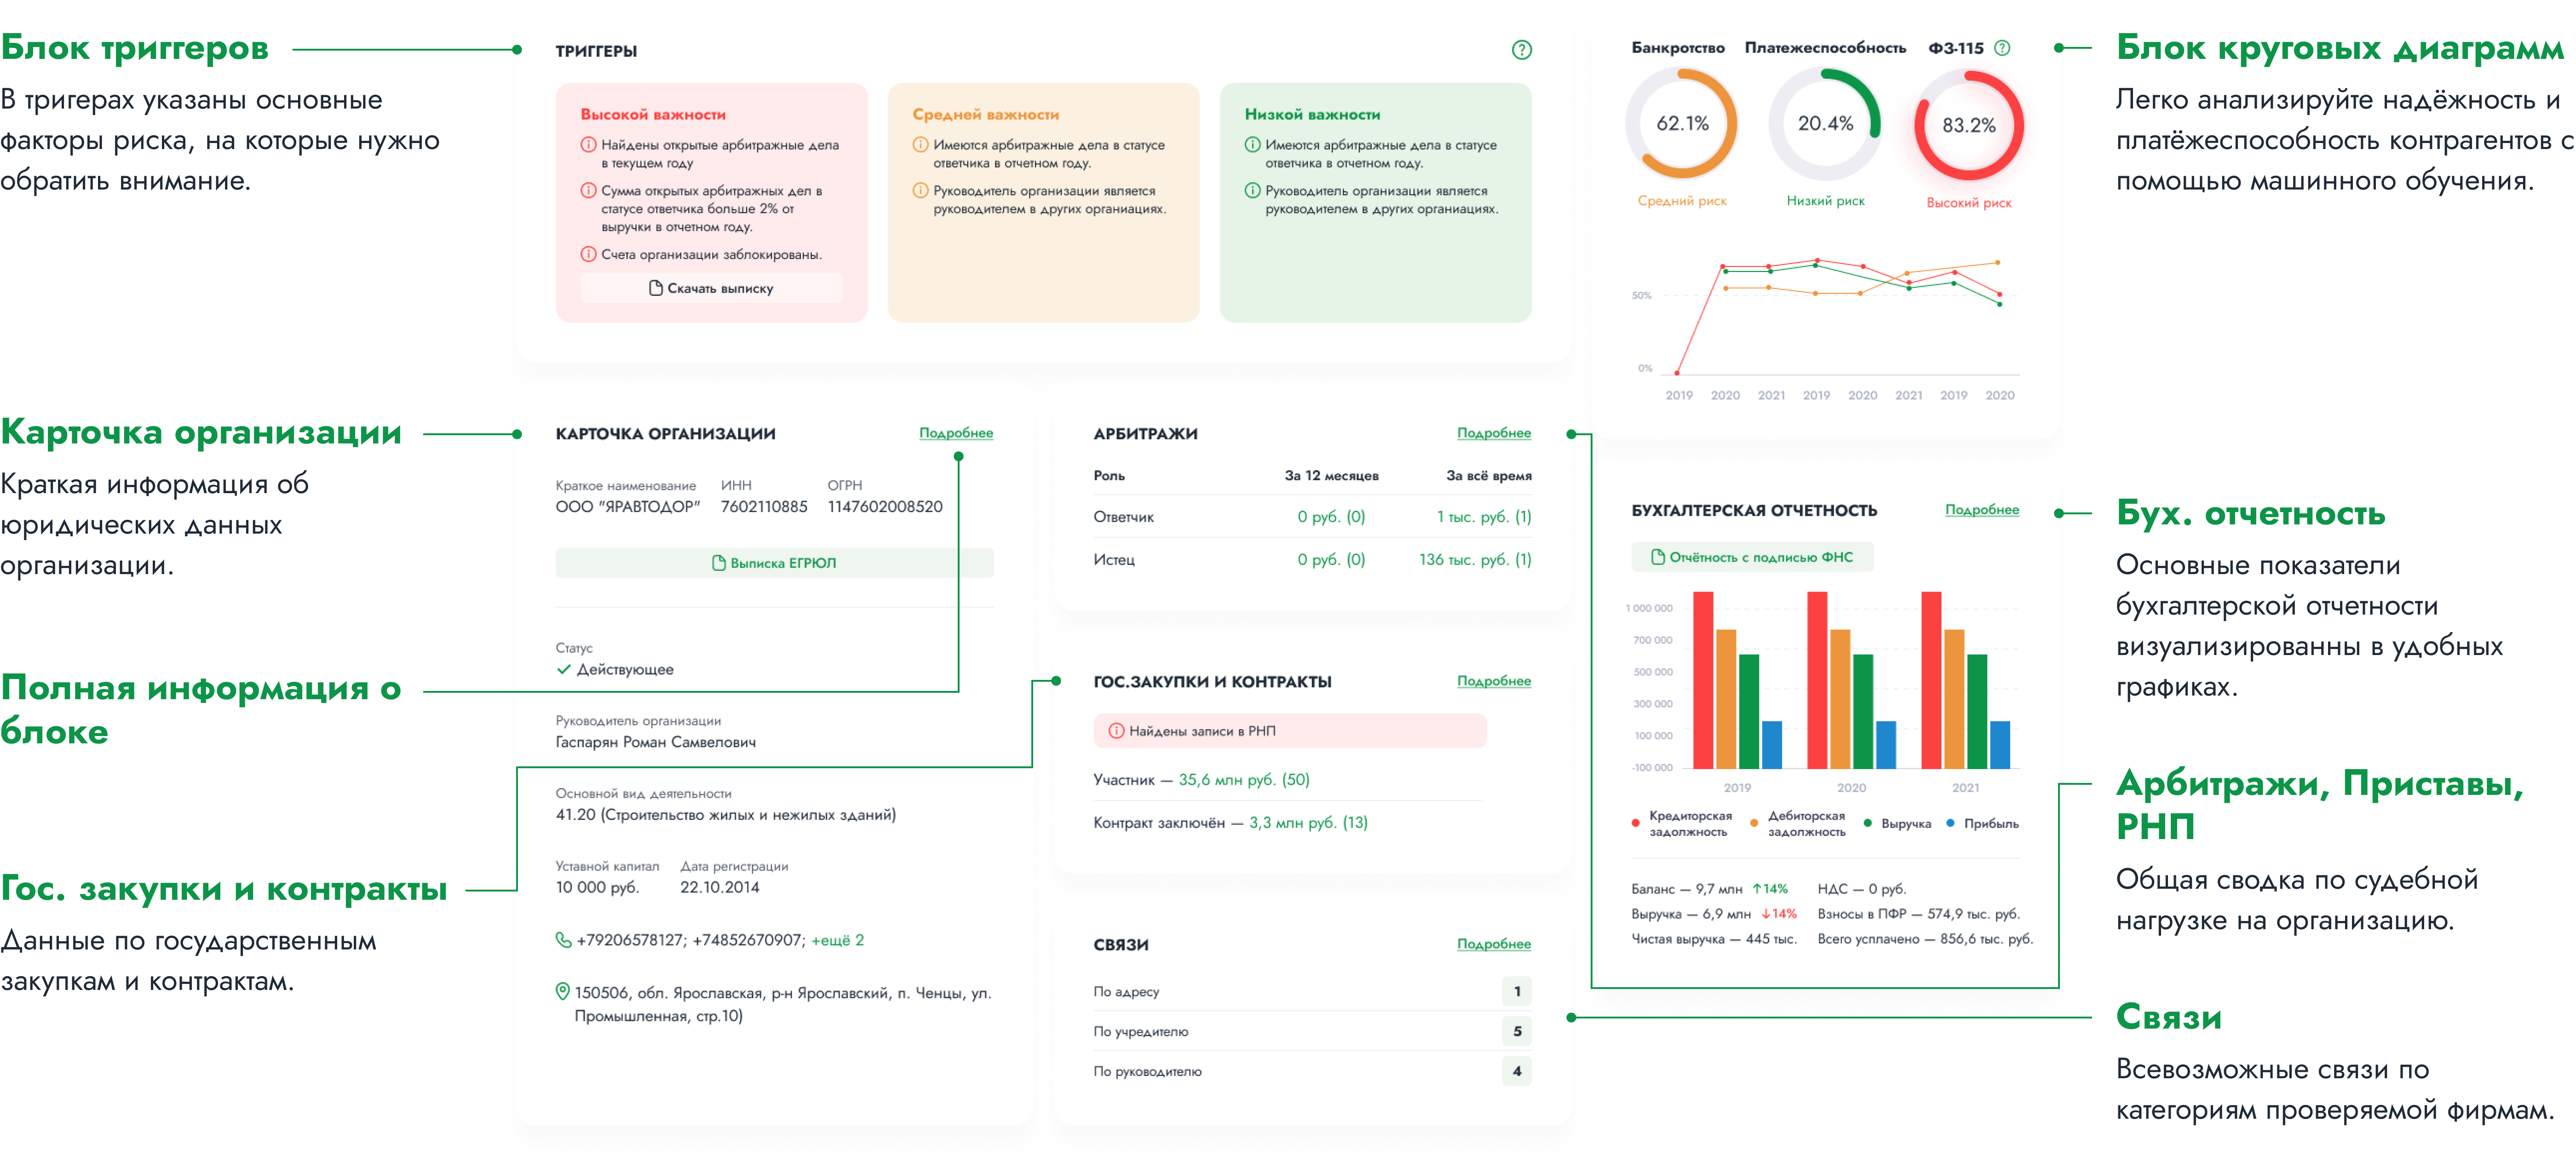 Блок триггеров
В тригерах указаны основные
факторы риска, на которые нужно
обратить внимание.
Карточка организации
Краткая информация об
юридических данных
организации.
Полная информация о
блоке
Гос. закупки и контракты
Данные по государственным
закупкам и контрактам.
ТРИГГЕРЫ
Высокой важности
Найдены открытые арбитражные дела
в текущем году
Сумма открытых арбитражных дел в
статусе ответчика больше 2% от
выручки в отчетном году.
Счета организации заблокированы.
Скачать выписку
Средней важности
Имеются арбитражные дела в статусе
ответчика в отчетном году.
Руководитель организации является
руководителем в других органиациях.
Низкой важности
Имеются арбитражные дела в статусе
ответчика в отчетном году.
Руководитель организации является
руководителем в других органиациях.
КАРТОЧКА ОРГАНИЗАЦИИ Подробнее
Краткое наименование ИНН ОГРН
ООО "ЯРАВТОДОР" 7602110885 1147602008520
Выписка ЕГРЮЛ
Статус
Действующее
Руководитель организации
Гаспарян Роман Самвелович
Основной вид деятельности
41.20 (Строительство жилых и нежилых зданий)
Уставной капитал Дата регистрации
10 000 руб. 22.10.2014
+79206578127; +74852670907; +ещё 2
150506, обл. Ярославская, р-н Ярославский, п. Ченцы, ул.
Промышленная, стр.10)
АРБИТРАЖИ Подробнее
Роль За 12 месяцев За всё время
Ответчик 0 руб. (0) 1 тыс. руб. (1)
Истец 0 руб. (0) 136 тыс. руб. (1)
ГОС.ЗАКУПКИ И КОНТРАКТЫ Подробнее
Найдены записи в РНП
Участник — 35,6 млн руб. (50)
Контракт заключён — 3,3 млн руб. (13)
СВЯЗИ Подробнее
По адресу 1
По учредителю 5
По руководителю 4
Банкротство Платежеспособность ФЗ-115
62.1% 20.4% 83.2%
Средний риск Низкий риск Высокий риск
50%
0%
2019 2020 2021 2019 2020 2021 2019 2020
БУХГАЛТЕРСКАЯ ОТЧЕТНОСТЬ Подробнее
Отчётность с подписью ФНС
1 000 000
700 000
500 000
300 000
100 000
-100 000
2019 2020 2021
Кредиторская
задолжность
Дебиторская
задолжность
Выручка
Прибыль
Баланс — 9,7 млн ↑14% НДС — 0 руб.
Выручка — 6,9 млн ↓14% Взносы в ПФР — 574,9 тыс. руб.
Чистая выручка — 445 тыс. Всего усплачено — 856,6 тыс. руб.
Блок круговых диаграмм
Легко анализируйте надёжность и
платёжеспособность контрагентов с
помощью машинного обучения.
Бух. отчетность
Основные показатели
бухгалтерской отчетности
визуализированны в удобных
графиках.
Арбитражи, Приставы,
РНП
Общая сводка по судебной
нагрузке на организацию.
Связи
Всевозможные связи по
категориям проверяемой фирмам.